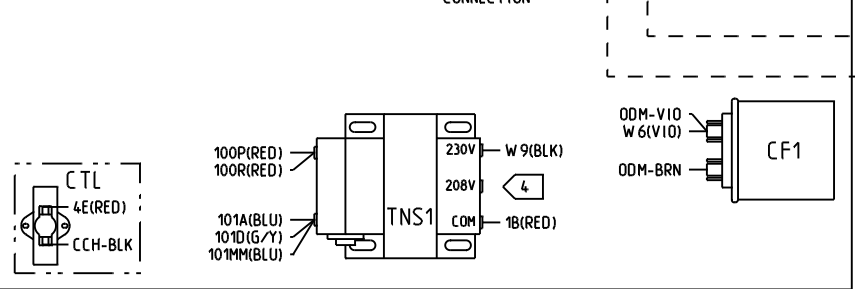 CONNECTION
CTL
4E(RED)
CCH-BLK
100P(RED)
100R(RED)
101A(BLU)
101D(G/Y)
101MM(BLU)
TNS1
230V
208V
COM
W 9(BLK)
4
1B(RED)
ODM-VIO
W 6(VIO)
ODM-BRN
CF1